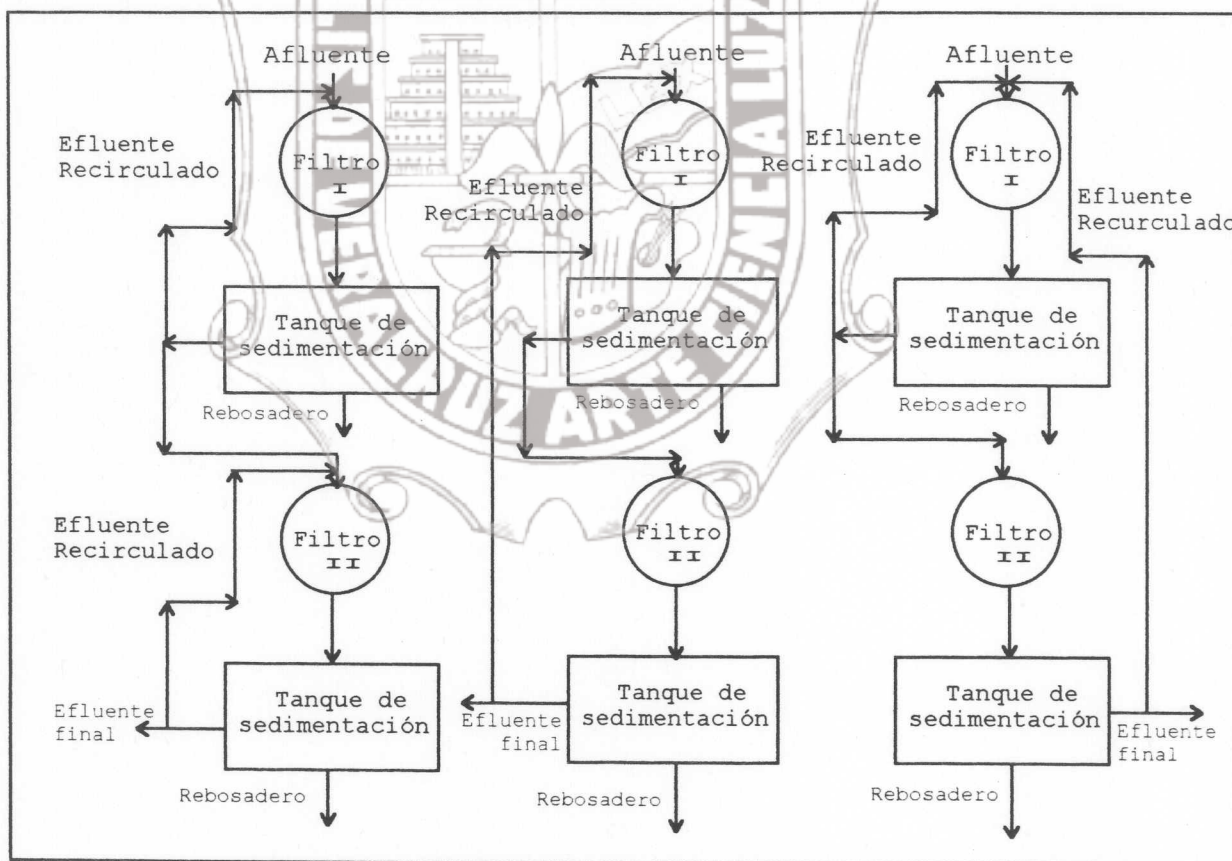 Afluente
Efluente
Recirculado
Filtro
I
Tanque de
sedimentación
Rebosadero
Efluente
Recirculado
Filtro
II
Tanque de
sedimentación
Efluente
final
Rebosadero
Afluente
Efluente
Recirculado
Filtro
I
Tanque de
sedimentación
Rebosadero
Filtro
II
Tanque de
sedimentación
Efluente
final
Rebosadero
Afluente
Efluente
Recirculado
Filtro
I
Efluente
Recurculado
Tanque de
sedimentación
Rebosadero
Filtro
II
Tanque de
sedimentación
Efluente
final
Rebosadero
ARTE